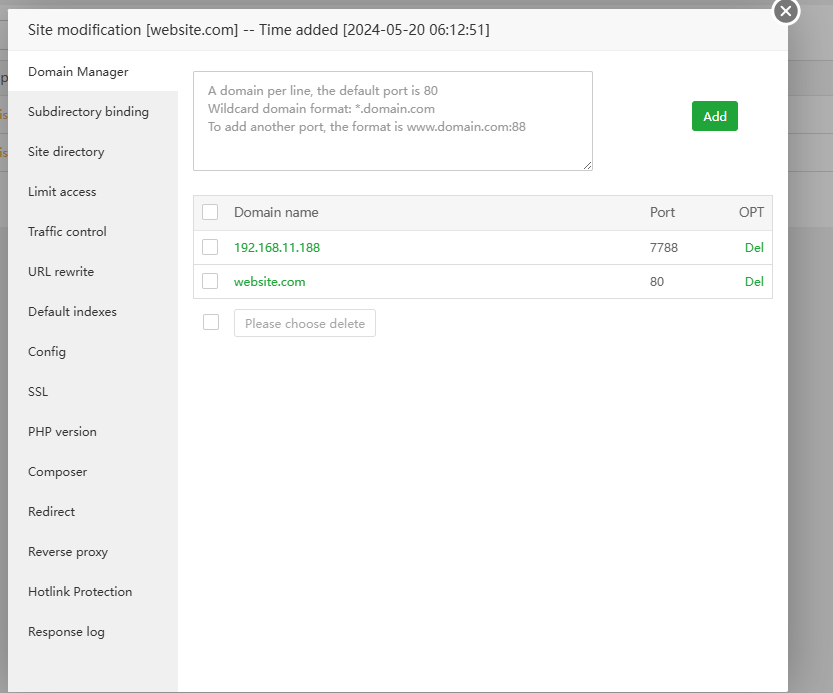 Site modification [website.com] -- Time added [2024-05-20 06:12:51]
Domain Manager
Subdirectory binding
Site directory
Limit access
Traffic control
URL rewrite
Default indexes
Config
SSL
PHP version
Composer
Redirect
Reverse proxy
Hotlink Protection
Response log
A domain per line, the default port is 80
Wildcard domain format: *.domain.com
To add another port, the format is www.domain.com:88
Add
Domain name Port OPT
192.168.11.188 7788 Del
website.com 80 Del
Please choose delete